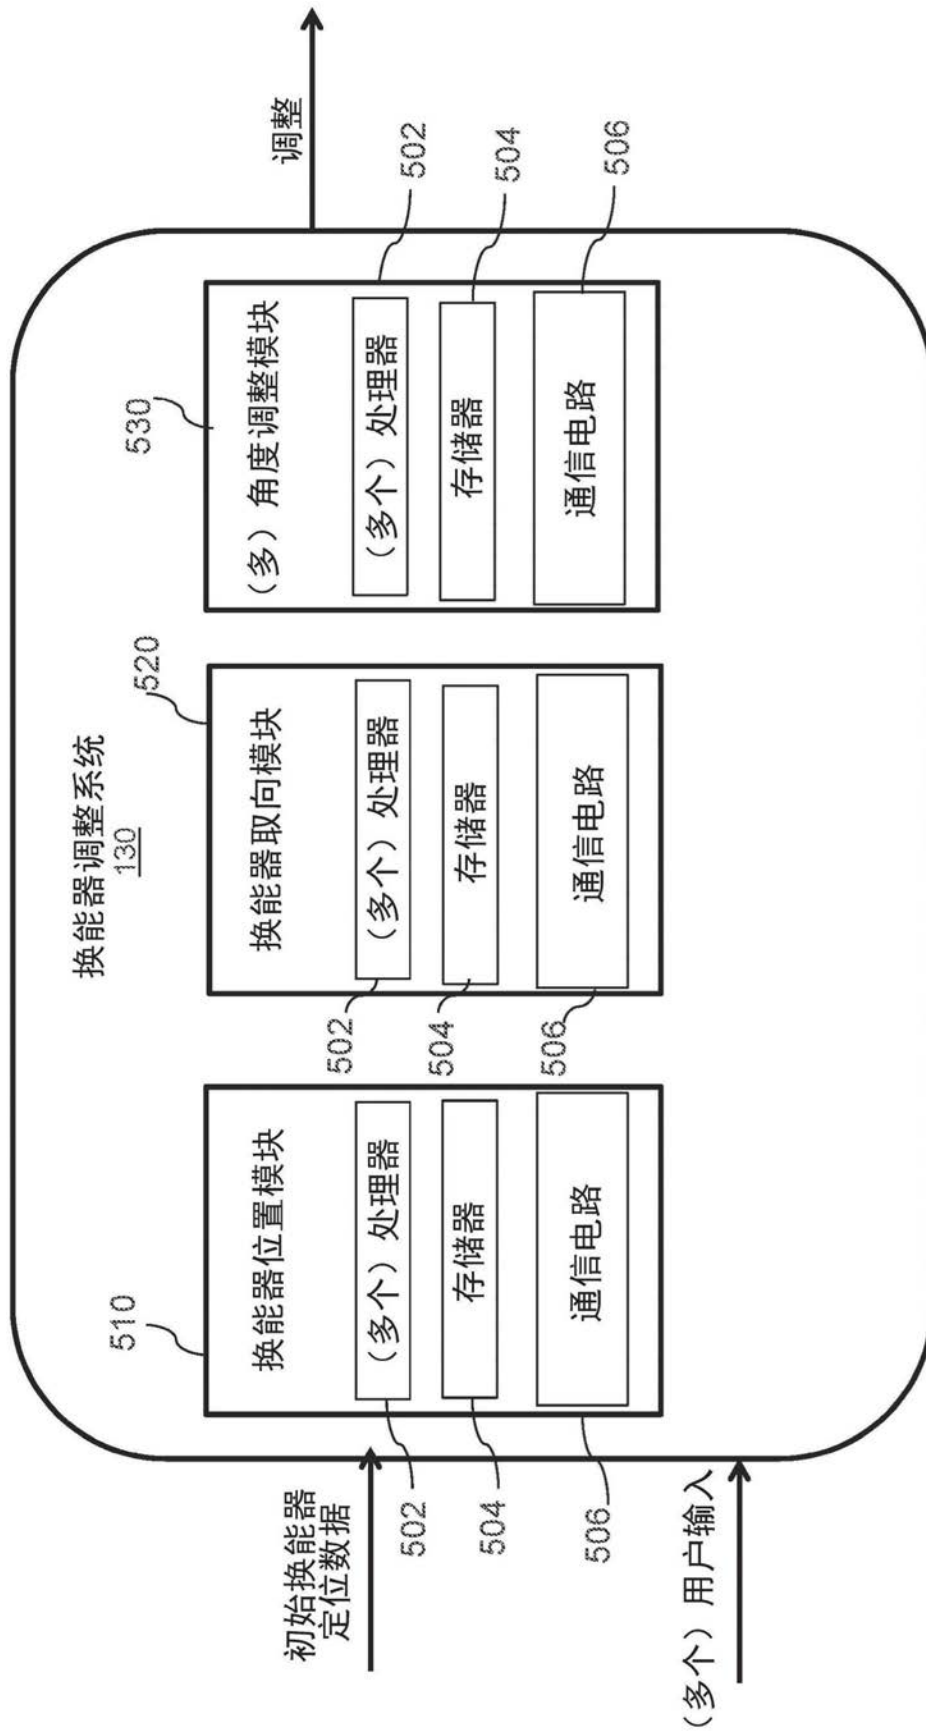 换能器调整系统
130
初始换能器
定位数据
（多个）用户输入
调整
510
换能器位置模块
（多个）处理器
存储器
通信电路
502
504
506
520
换能器取向模块
（多个）处理器
存储器
通信电路
502
504
506
530
（多）角度调整模块
（多个）处理器
存储器
通信电路
502
504
506